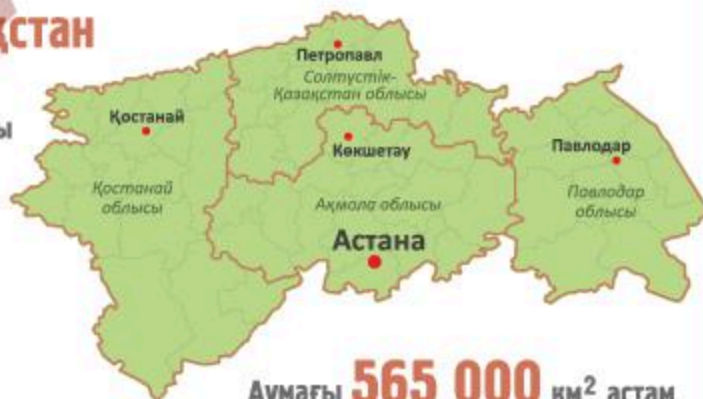 қстан
ы
Петропавл
Солтүстік-
Қазақстан облысы
Қостанай
Көкшетау
Павлодар
Қостанай
облысы
Ақмола облысы
Павлодар
облысы
Астана
Аумағы 565 000 км² астам